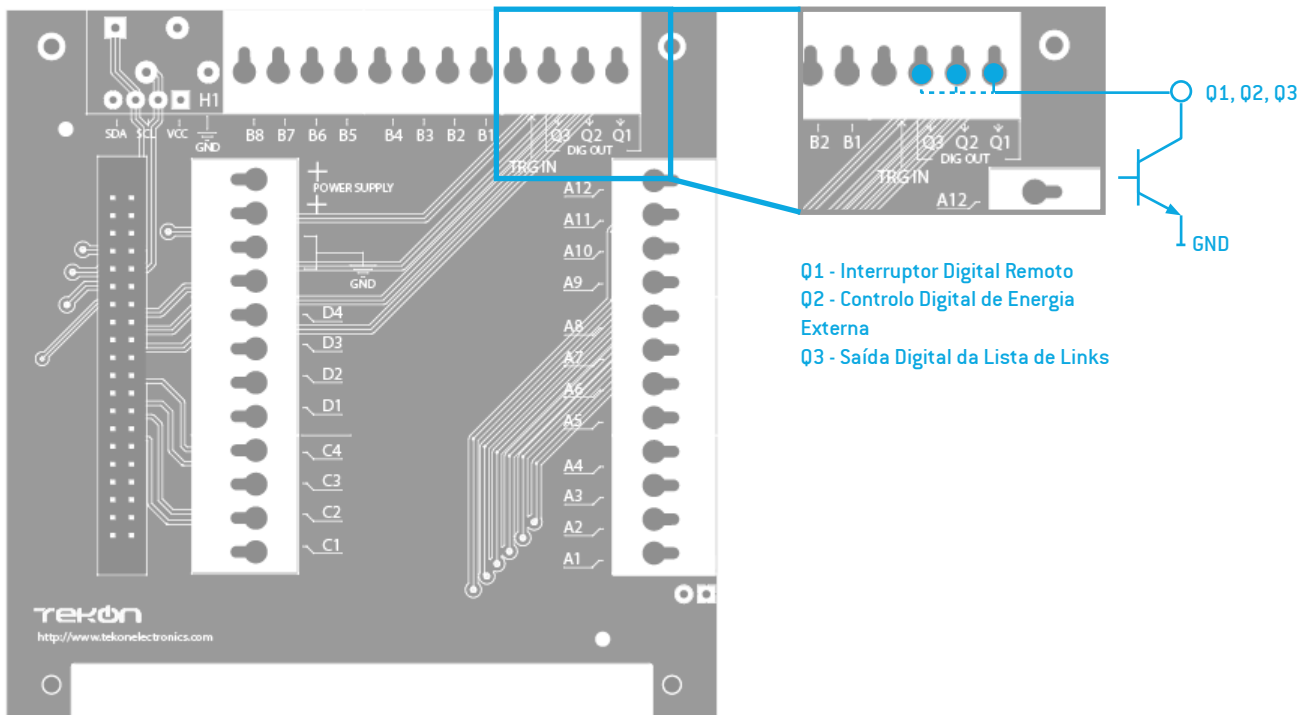 H1
SDA SCL VCC GND B8 B7 B6 B5 B4 B3 B2 B1 TRG IN Q3 Q2 Q1
DIG OUT
+
POWER SUPPLY
+
GND
D4
D3
D2
D1
C4
C3
C2
C1
A12
A11
A10
A9
A8
A7
A6
A5
A4
A3
A2
A1
TEKON
http://www.tekonelectronics.com
B2 B1 TRG IN Q3 Q2 Q1
DIG OUT
A12
Q1, Q2, Q3
GND
Q1 - Interruptor Digital Remoto
Q2 - Controlo Digital de Energia
Externa
Q3 - Saída Digital da Lista de Links